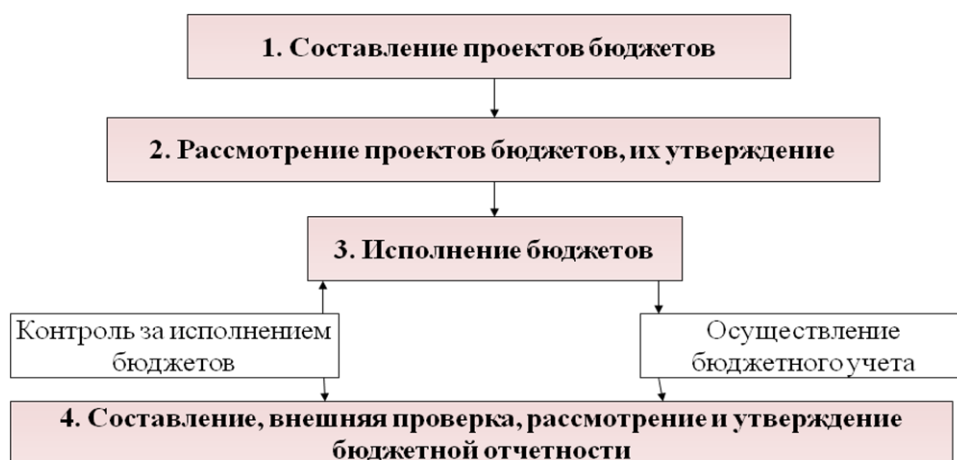 1. Составление проектов бюджетов
2. Рассмотрение проектов бюджетов, их утверждение
3. Исполнение бюджетов
Контроль за исполнением
бюджетов
Осуществление
бюджетного учета
4. Составление, внешняя проверка, рассмотрение и утверждение
бюджетной отчетности